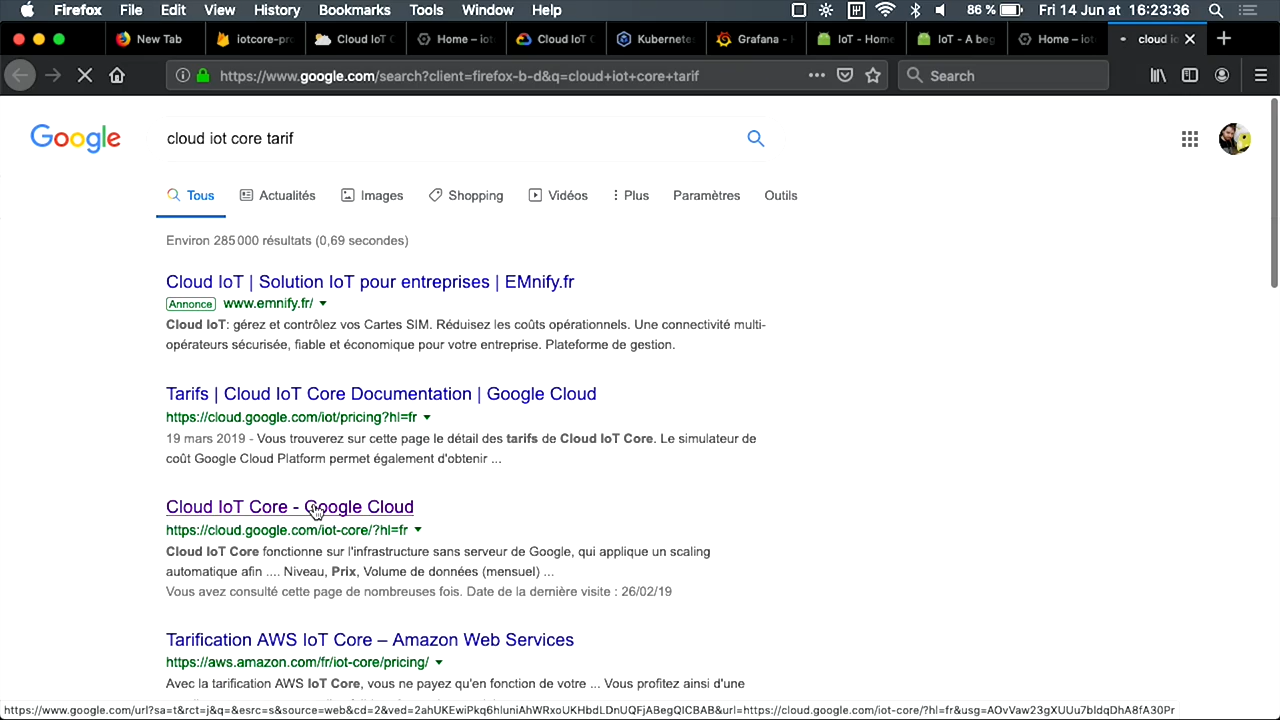 Firefox File Edit View History Bookmarks Tools Window Help 86 % Fri 14 Jun at 16:23:36
New Tab iotcore-pro Cloud IoT C Home – iot Cloud IoT C Kubernetes Grafana - IoT - Home IoT - A beg Home – iot cloud io
https://www.google.com/search?client=firefox-b-d&q=cloud+iot+core+tarif Search
Google cloud iot core tarif
Tous Actualités Images Shopping Vidéos Plus Paramètres Outils
Environ 285 000 résultats (0,69 secondes)
Cloud IoT | Solution IoT pour entreprises | EMnify.fr
Annonce www.emnify.fr/
Cloud IoT: gérez et contrôlez vos Cartes SIM. Réduisez les coûts opérationnels. Une connectivité multi-
opérateurs sécurisée, fiable et économique pour votre entreprise. Plateforme de gestion.
Tarifs | Cloud IoT Core Documentation | Google Cloud
https://cloud.google.com/iot/pricing?hl=fr
19 mars 2019 - Vous trouverez sur cette page le détail des tarifs de Cloud IoT Core. Le simulateur de
coût Google Cloud Platform permet également d'obtenir ...
Cloud IoT Core - Google Cloud
https://cloud.google.com/iot-core/?hl=fr
Cloud IoT Core fonctionne sur l'infrastructure sans serveur de Google, qui applique un scaling
automatique afin .... Niveau, Prix, Volume de données (mensuel) ...
Vous avez consulté cette page de nombreuses fois. Date de la dernière visite : 26/02/19
Tarification AWS IoT Core – Amazon Web Services
https://aws.amazon.com/fr/iot-core/pricing/
Avec la tarification AWS IoT Core, vous ne payez qu'en fonction de votre ... Vous profitez ainsi d'une
https://www.google.com/url?sa=t&rct=j&q=&esrc=s&source=web&cd=2&ved=2ahUKEwiPkq6hluniAhWRxoUKHbdLDnUQFjABegQICBAB&url=https://cloud.google.com/iot-core/?hl=fr&usg=AOvVaw23gXUUu7bIdqDhA8fA30Pr